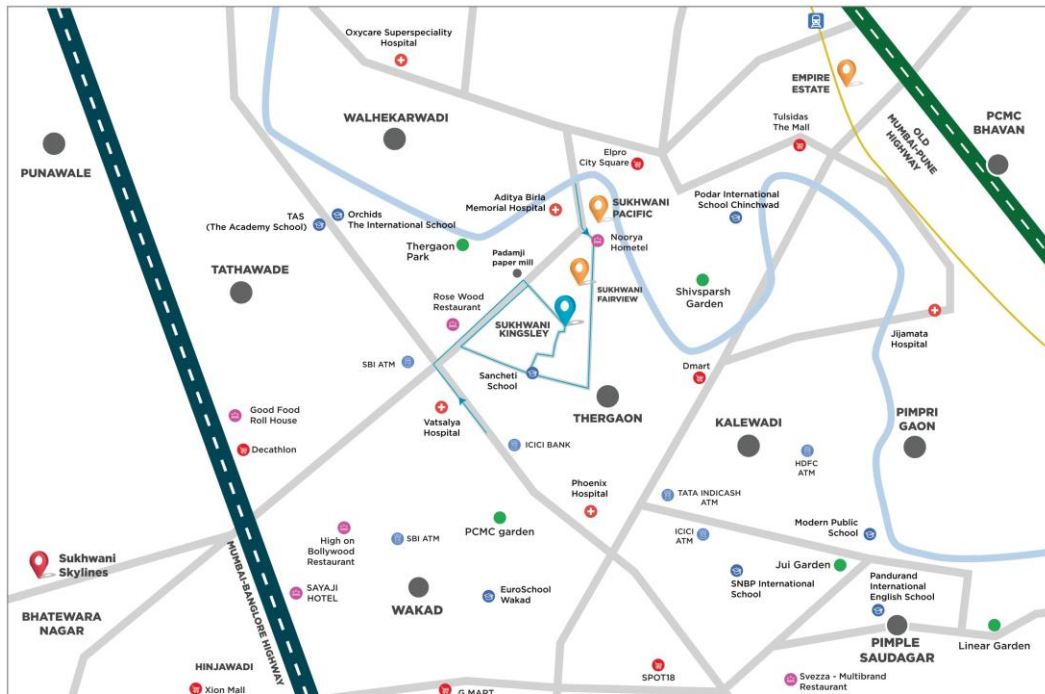 Oxycare Superspeciality
Hospital
WALHEKARWADI
PUNAWALE
EMPIRE
ESTATE
OLD
MUMBAI-PUNE
HIGHWAY
PCMC
BHAVAN
Tulsidas
The Mall
Elpro
City Square
Aditya Birla
Memorial Hospital
SUKHWANI
PACIFIC
Podar International
School Chinchwad
TAS
(The Academy School)
Orchids
The International School
Noorya
Hometel
Thergaon
Park
Padamji
paper mill
TATHAWADE
SUKHWANI
FAIRVIEW
Shivsparsh
Garden
Rose Wood
Restaurant
SUKHWANI
KINGSLEY
Jijamata
Hospital
SBI ATM
Sancheti
School
Dmart
THERGAON
Good Food
Roll House
Vatsalya
Hospital
KALEWADI
PIMPRI
GAON
Decathlon
ICICI BANK
HDFC
ATM
Phoenix
Hospital
TATA INDICASH
ATM
PCMC garden
High on
Bollywood
Restaurant
SBI ATM
ICICI
ATM
Modern Public
School
Sukhwani
Skylines
MUMBAI-BANGLORE HIGHWAY
Jui Garden
SNBP International
School
Pandurand
International
English School
SAYAJI
HOTEL
WAKAD
EuroSchool
Wakad
BHATEWARA
NAGAR
PIMPLE
SAUDAGAR
Linear Garden
HINJAWADI
Xion Mall
G MART
SPOT18
Svezza - Multibrand
Restaurant